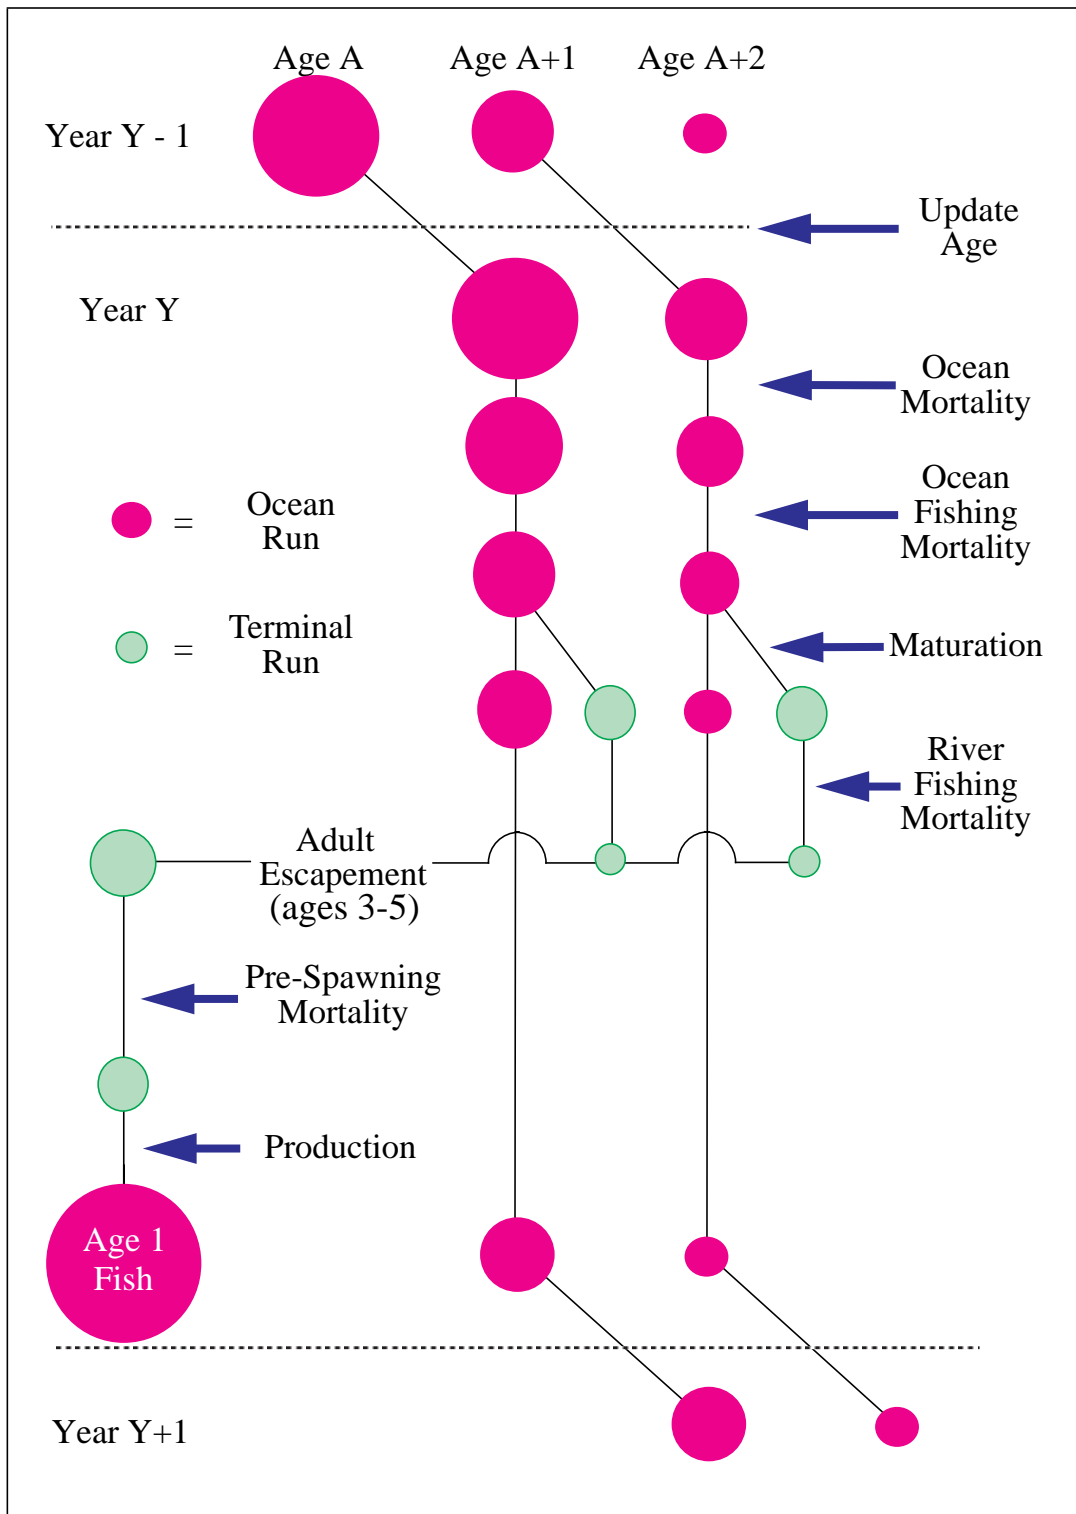 Age A
Age A+1
Age A+2
Year Y - 1
Update
Age
Year Y
Ocean
Mortality
Ocean
Fishing
Mortality
=
Ocean
Run
=
Terminal
Run
Maturation
River
Fishing
Mortality
Adult
Escapement
(ages 3-5)
Pre-Spawning
Mortality
Production
Age 1
Fish
Year Y+1